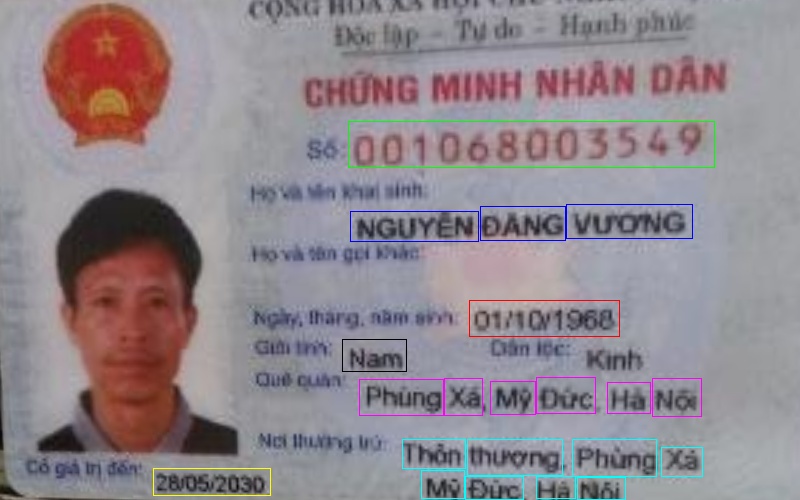 CỘNG HÒA XÃ HỘI CHỦ
Độc lập - Tự do - Hạnh phúc
CHỨNG MINH NHÂN DÂN
Số: 001068003549
Họ và tên khai sinh:
NGUYỄN ĐĂNG VƯƠNG
Họ và tên gọi khác:
Ngày, tháng, năm sinh: 01/10/1968
Giới tính: Nam Dân tộc: Kinh
Quê quán: Phùng Xá, Mỹ Đức, Hà Nội
Nơi thường trú: Thôn thượng, Phùng Xá
Mỹ Đức, Hà Nội
Có giá trị đến: 28/05/2030